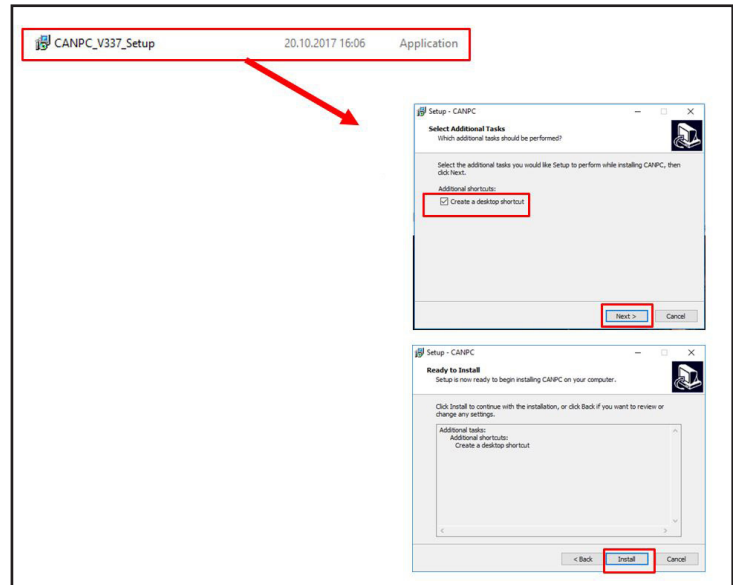 CANPC_V337_Setup 20.10.2017 16:06 Application
Setup - CANPC
Select Additional Tasks
Which additional tasks should be performed?
Select the additional tasks you would like Setup to perform while installing CANPC, then
click Next.
Additional shortcuts:
Create a desktop shortcut
Next > Cancel
Setup - CANPC
Ready to Install
Setup is now ready to begin installing CANPC on your computer.
Click Install to continue with the installation, or click Back if you want to review or
change any settings.
Additional tasks:
Additional shortcuts:
Create a desktop shortcut
< Back Install Cancel